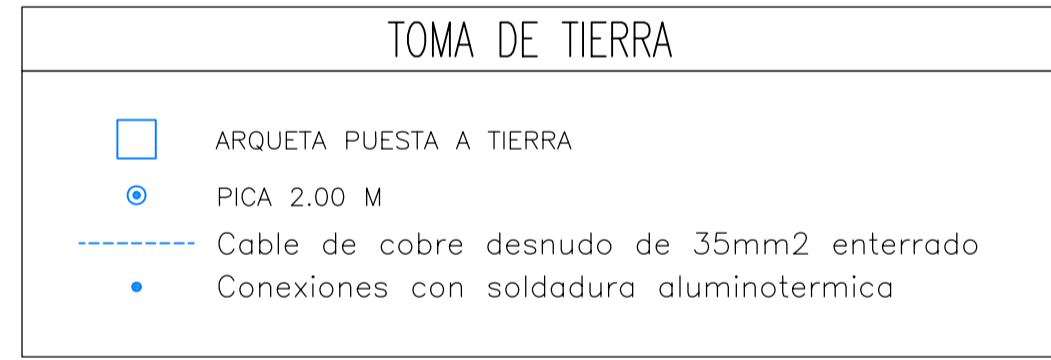 TOMA DE TIERRA
ARQUETA PUESTA A TIERRA
PICA 2.00 M
Cable de cobre desnudo de 35mm2 enterrado
Conexiones con soldadura aluminotermica